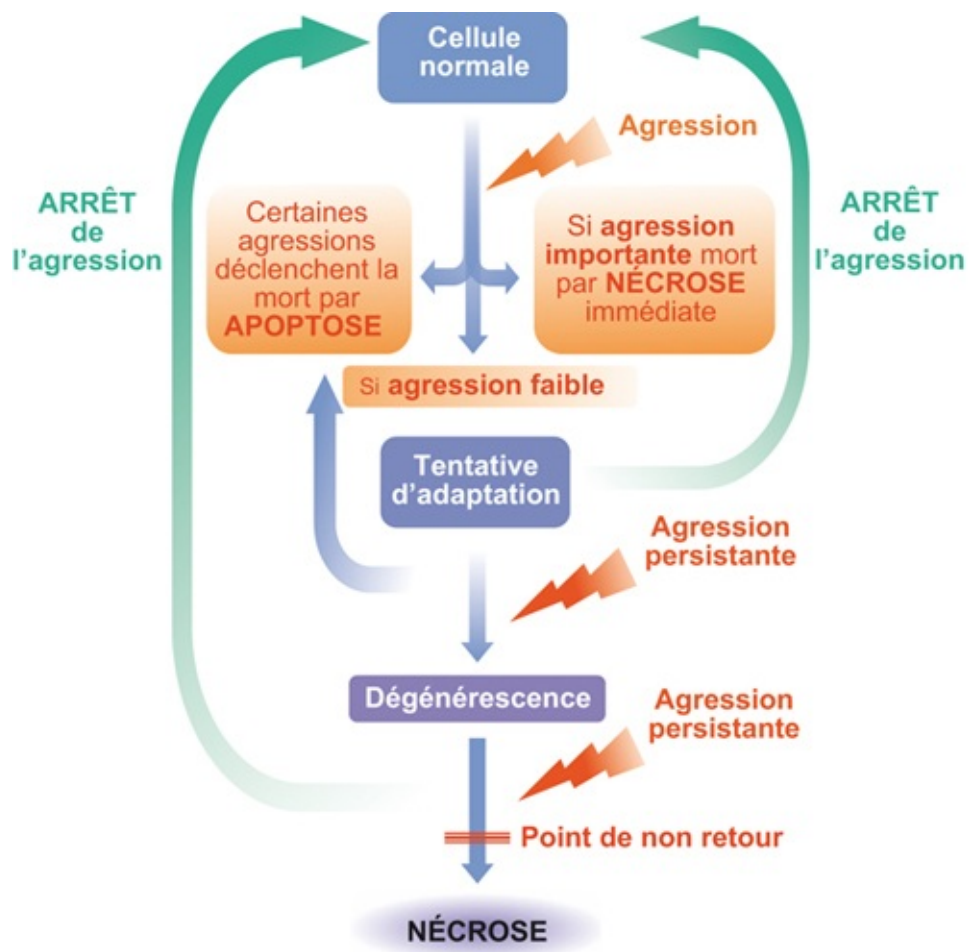 Cellule
normale
Agression
ARRÊT
de
l'agression
Certaines
agressions
déclenchent la
mort par
APOPTOSE
Si agression
importante mort
par NÉCROSE
immédiate
ARRÊT
de
l'agression
Si agression faible
Tentative
d'adaptation
Agression
persistante
Dégénérescence
Agression
persistante
Point de non retour
NÉCROSE